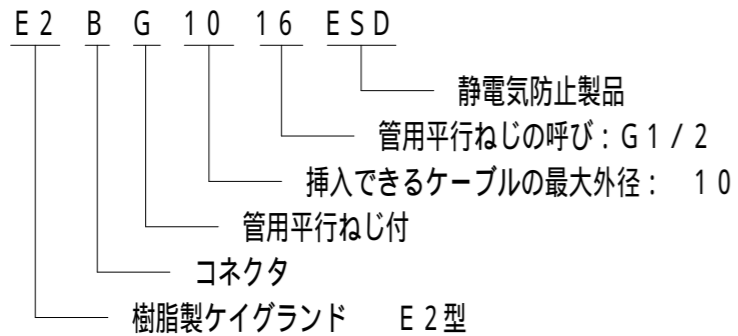 E2 B G 10 16 ESD
静電気防止製品
管用平行ねじの呼び：G1/2
挿入できるケーブルの最大外径：　10
管用平行ねじ付
コネクタ
樹脂製ケイグランド　E2型